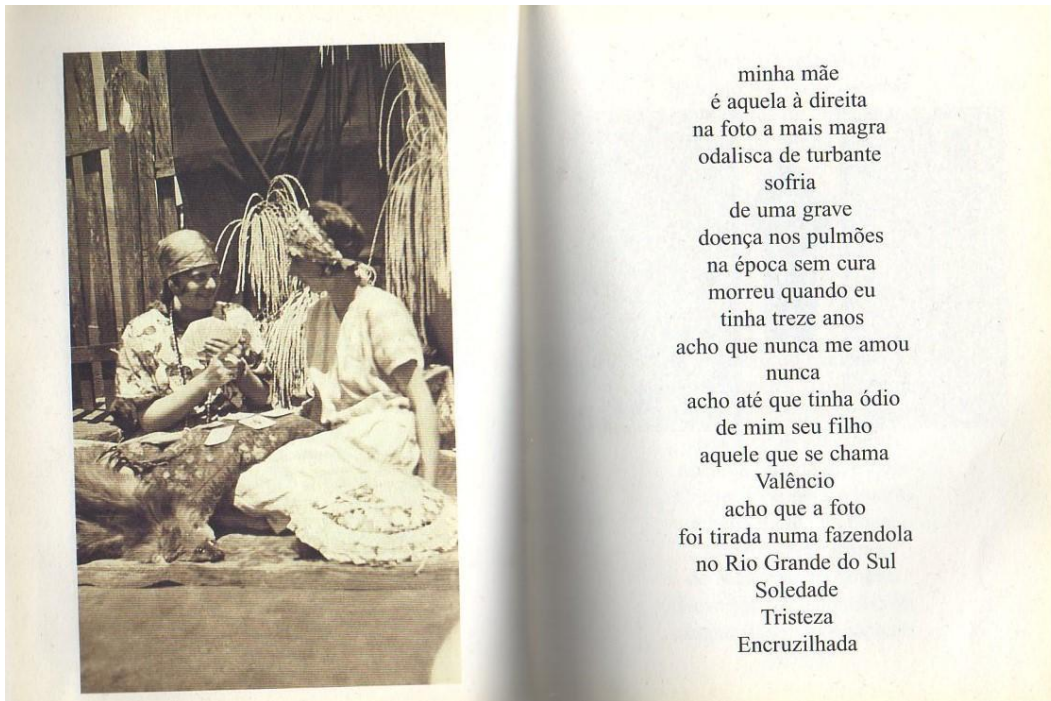 minha mãe
é aquela à direita
na foto a mais magra
odalisca de turbante
sofria
de uma grave
doença nos pulmões
na época sem cura
morreu quando eu
tinha treze anos
acho que nunca me amou
nunca
acho até que tinha ódio
de mim seu filho
aquele que se chama
Valêncio
acho que a foto
foi tirada numa fazendola
no Rio Grande do Sul
Soledade
Tristeza
Encruzilhada